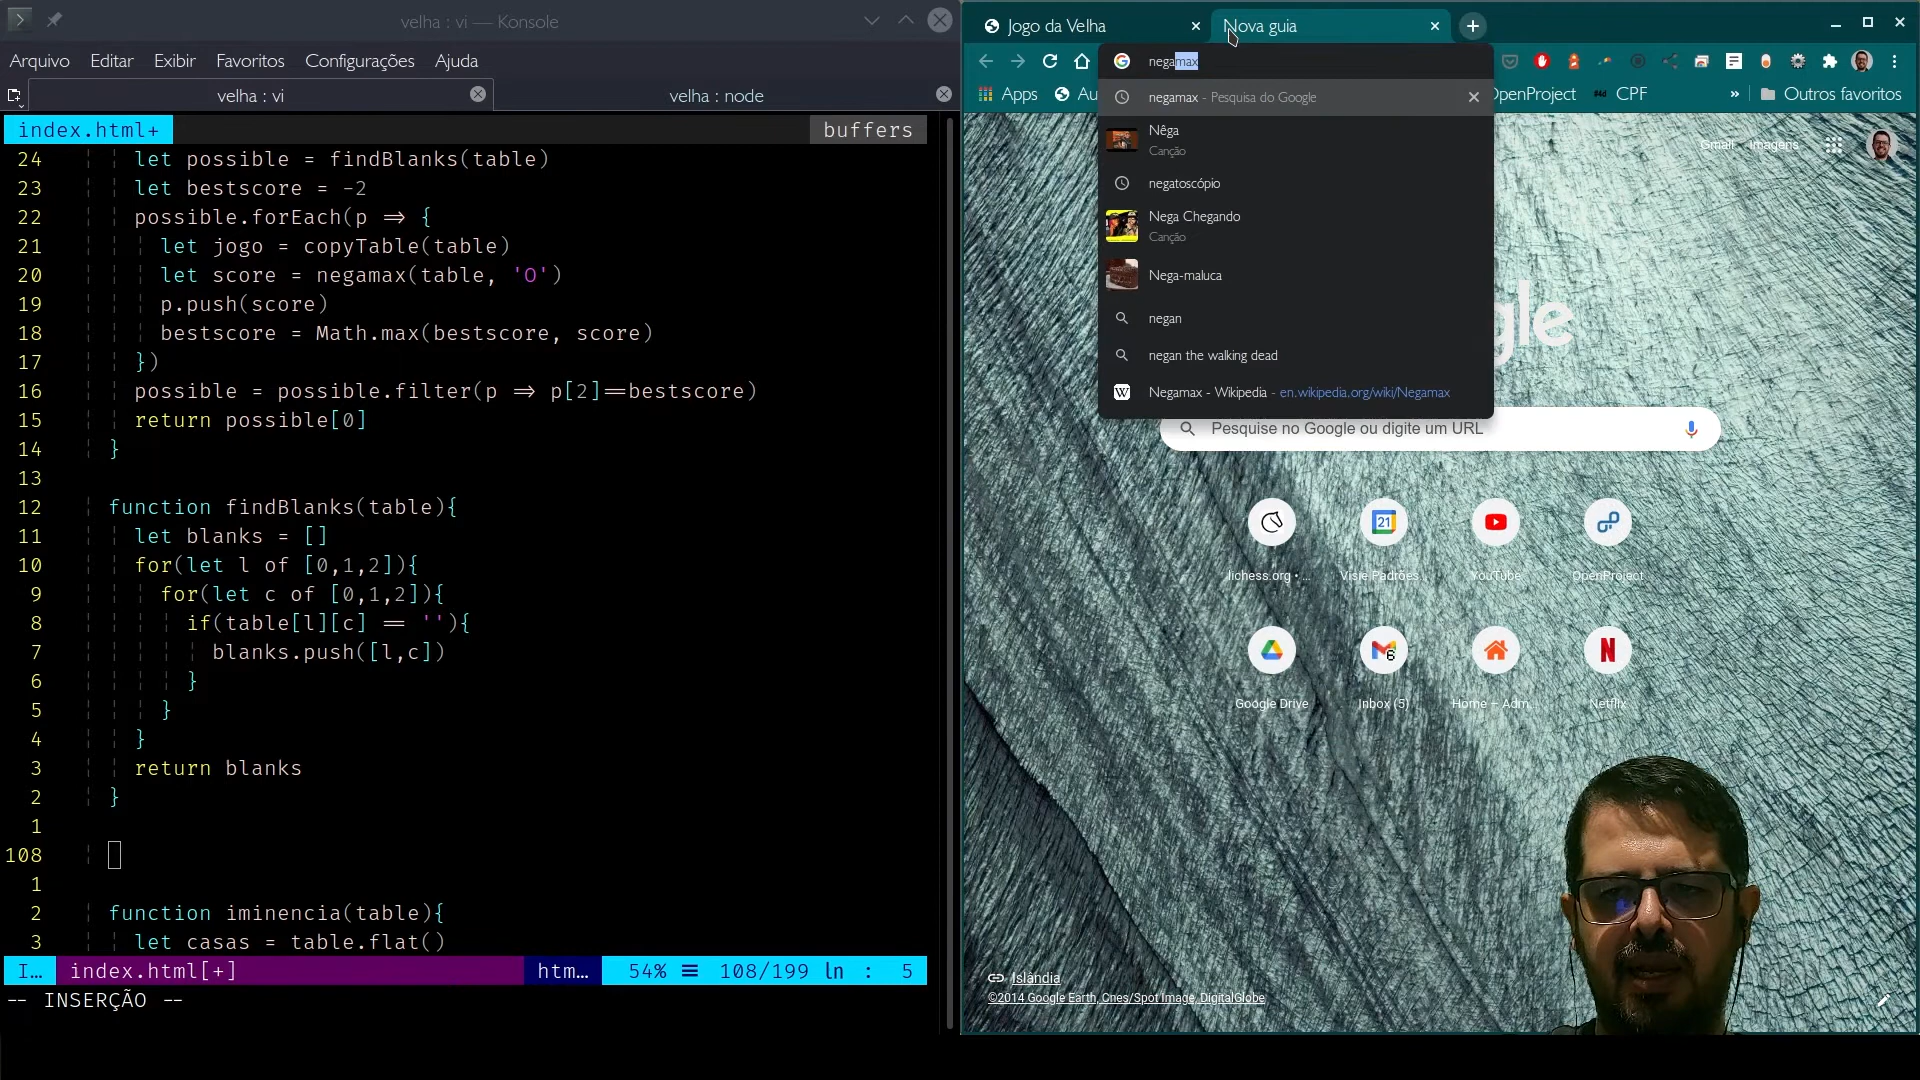 velha : vi — Konsole
Arquivo Editar Exibir Favoritos Configurações Ajuda
velha : vi
velha : node
index.html+
buffers
24 let possible = findBlanks(table)
23 let bestscore = -2
22 possible.forEach(p ⇒ {
21 let jogo = copyTable(table)
20 let score = negamax(table, 'O')
19 p.push(score)
18 bestscore = Math.max(bestscore, score)
17 })
16 possible = possible.filter(p ⇒ p[2]==bestscore)
15 return possible[0]
14 }
13
12 function findBlanks(table){
11 let blanks = []
10 for(let l of [0,1,2]){
9 for(let c of [0,1,2]){
8 if(table[l][c] == ''){
7 blanks.push([l,c])
6 }
5 }
4 }
3 return blanks
2 }
1
108
1
2 function iminencia(table){
3 let casas = table.flat()
I… index.html[+] htm… 54% ≡ 108/199 ln : 5
-- INSERÇÃO --
Jogo da Velha
Nova guia
negamax
Apps
Au
OpenProject
CPF
»
Outros favoritos
negamax - Pesquisa do Google
Nêga
Canção
negatoscópio
Nega Chegando
Canção
Nega-maluca
negan
negan the walking dead
Negamax - Wikipedia - en.wikipedia.org/wiki/Negamax
Gmail Imagens
gle
Pesquise no Google ou digite um URL
21
lichess.org • ...
Visie Padrões...
YouTube
OpenProject
6
Google Drive
Inbox (5)
Home – Adm...
Netflix
Islândia
©2014 Google Earth, Cnes/Spot Image, DigitalGlobe